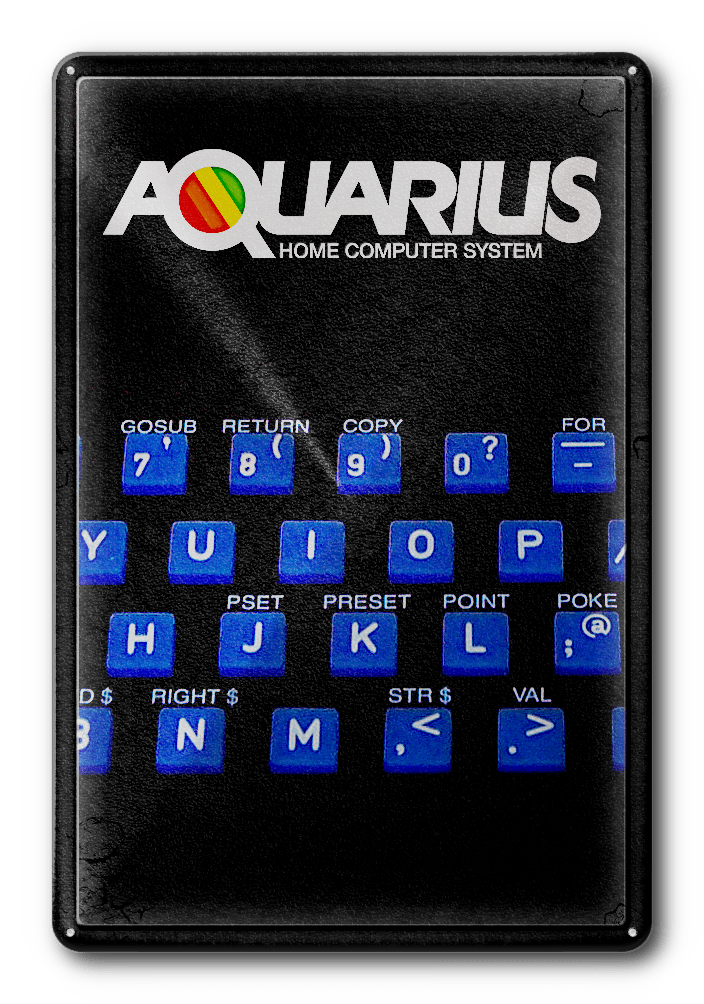 AQUARIUS
HOME COMPUTER SYSTEM
GOSUB RETURN COPY FOR
7 ' 8 ( 9 ) 0 ? —
-
Y U I O P /
PSET PRESET POINT POKE
H J K L ; @
D $ RIGHT $ STR $ VAL
B N M , < . >